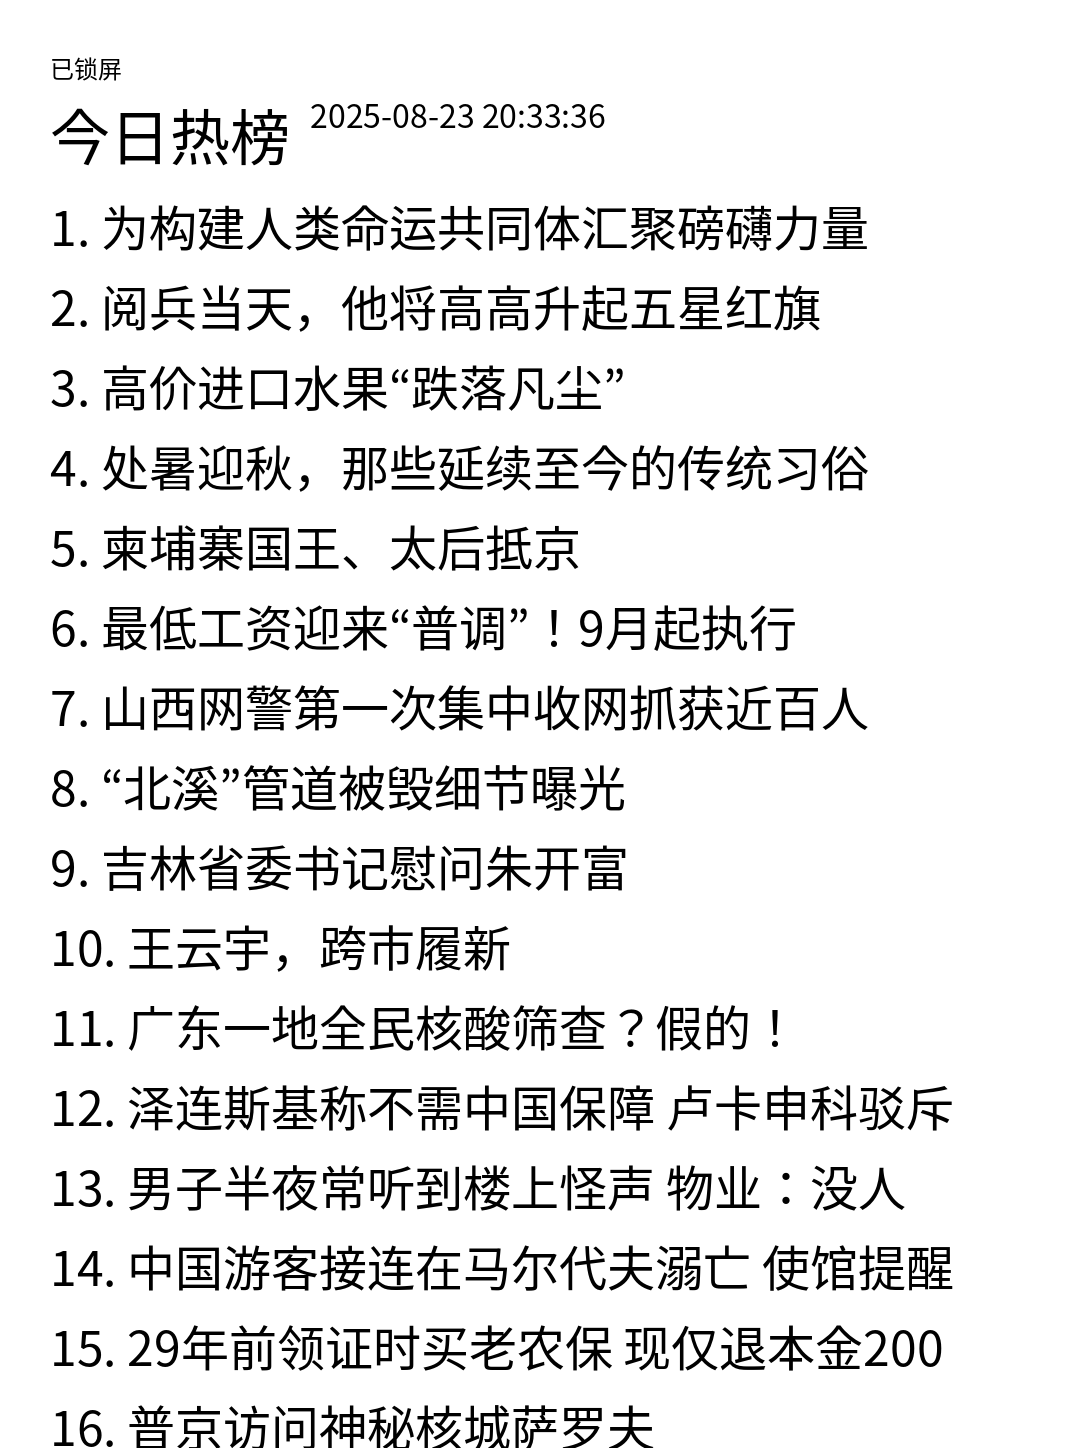 已锁屏
今日热榜 2025-08-23 20:33:36
1. 为构建人类命运共同体汇聚磅礴力量
2. 阅兵当天，他将高高升起五星红旗
3. 高价进口水果“跌落凡尘”
4. 处暑迎秋，那些延续至今的传统习俗
5. 柬埔寨国王、太后抵京
6. 最低工资迎来“普调”！9月起执行
7. 山西网警第一次集中收网抓获近百人
8. “北溪”管道被毁细节曝光
9. 吉林省委书记慰问朱开富
10. 王云宇，跨市履新
11. 广东一地全民核酸筛查？假的！
12. 泽连斯基称不需中国保障 卢卡申科驳斥
13. 男子半夜常听到楼上怪声 物业：没人
14. 中国游客接连在马尔代夫溺亡 使馆提醒
15. 29年前领证时买老农保 现仅退本金200
16. 普京访问神秘核城萨罗夫